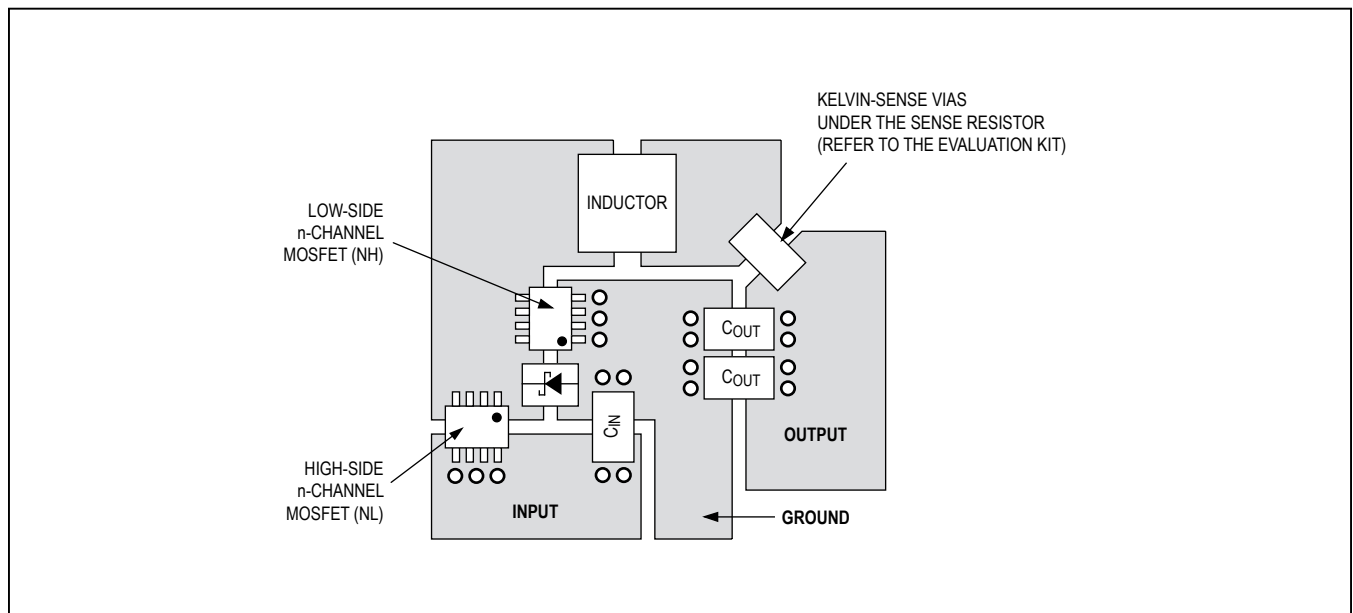 KELVIN-SENSE VIAS
UNDER THE SENSE RESISTOR
(REFER TO THE EVALUATION KIT)
INDUCTOR
LOW-SIDE
n-CHANNEL
MOSFET (NH)
COUT
COUT
CIN
OUTPUT
HIGH-SIDE
n-CHANNEL
MOSFET (NL)
INPUT
GROUND